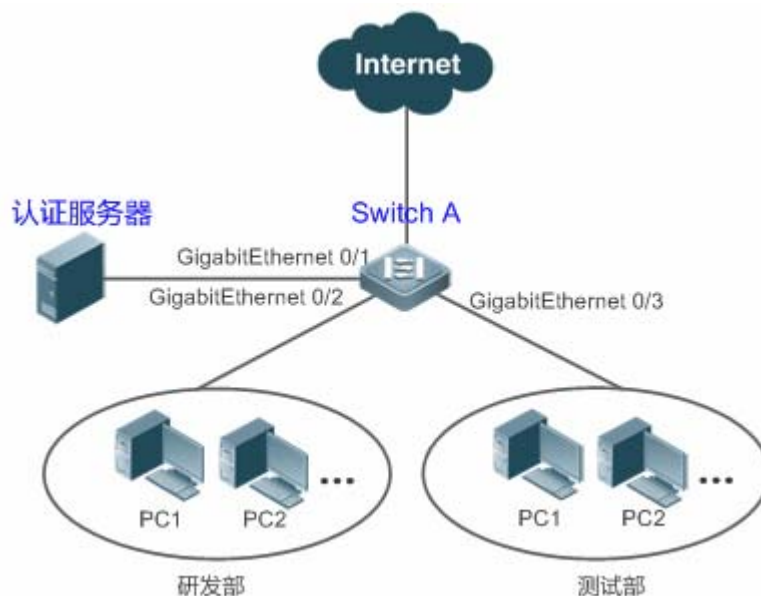 Internet
认证服务器
Switch A
GigabitEthernet 0/1
GigabitEthernet 0/2
GigabitEthernet 0/3
PC1
PC2
...
PC1
PC2
...
研发部
测试部